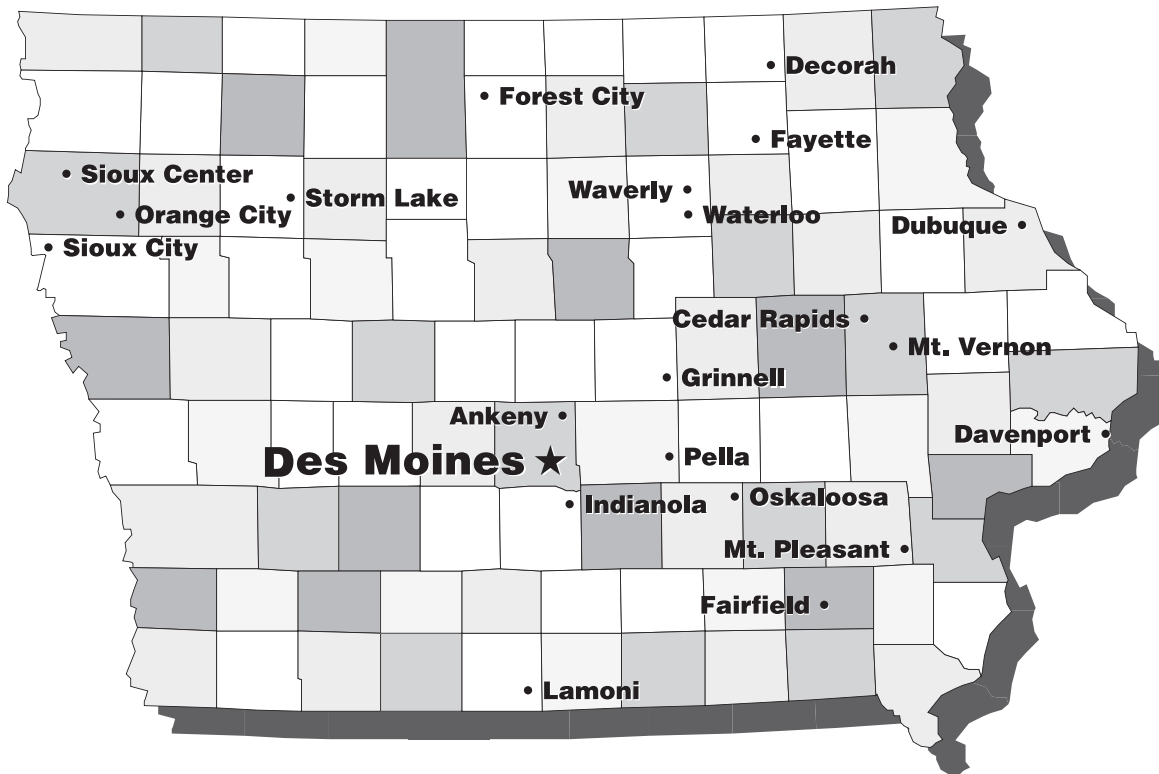 Decorah
Forest City
Fayette
Sioux Center
Waverly
Storm Lake
Orange City
Waterloo
Dubuque
Sioux City
Cedar Rapids
Mt. Vernon
Grinnell
Ankeny
Davenport
Des Moines
Pella
Oskaloosa
Indianola
Mt. Pleasant
Fairfield
Lamoni